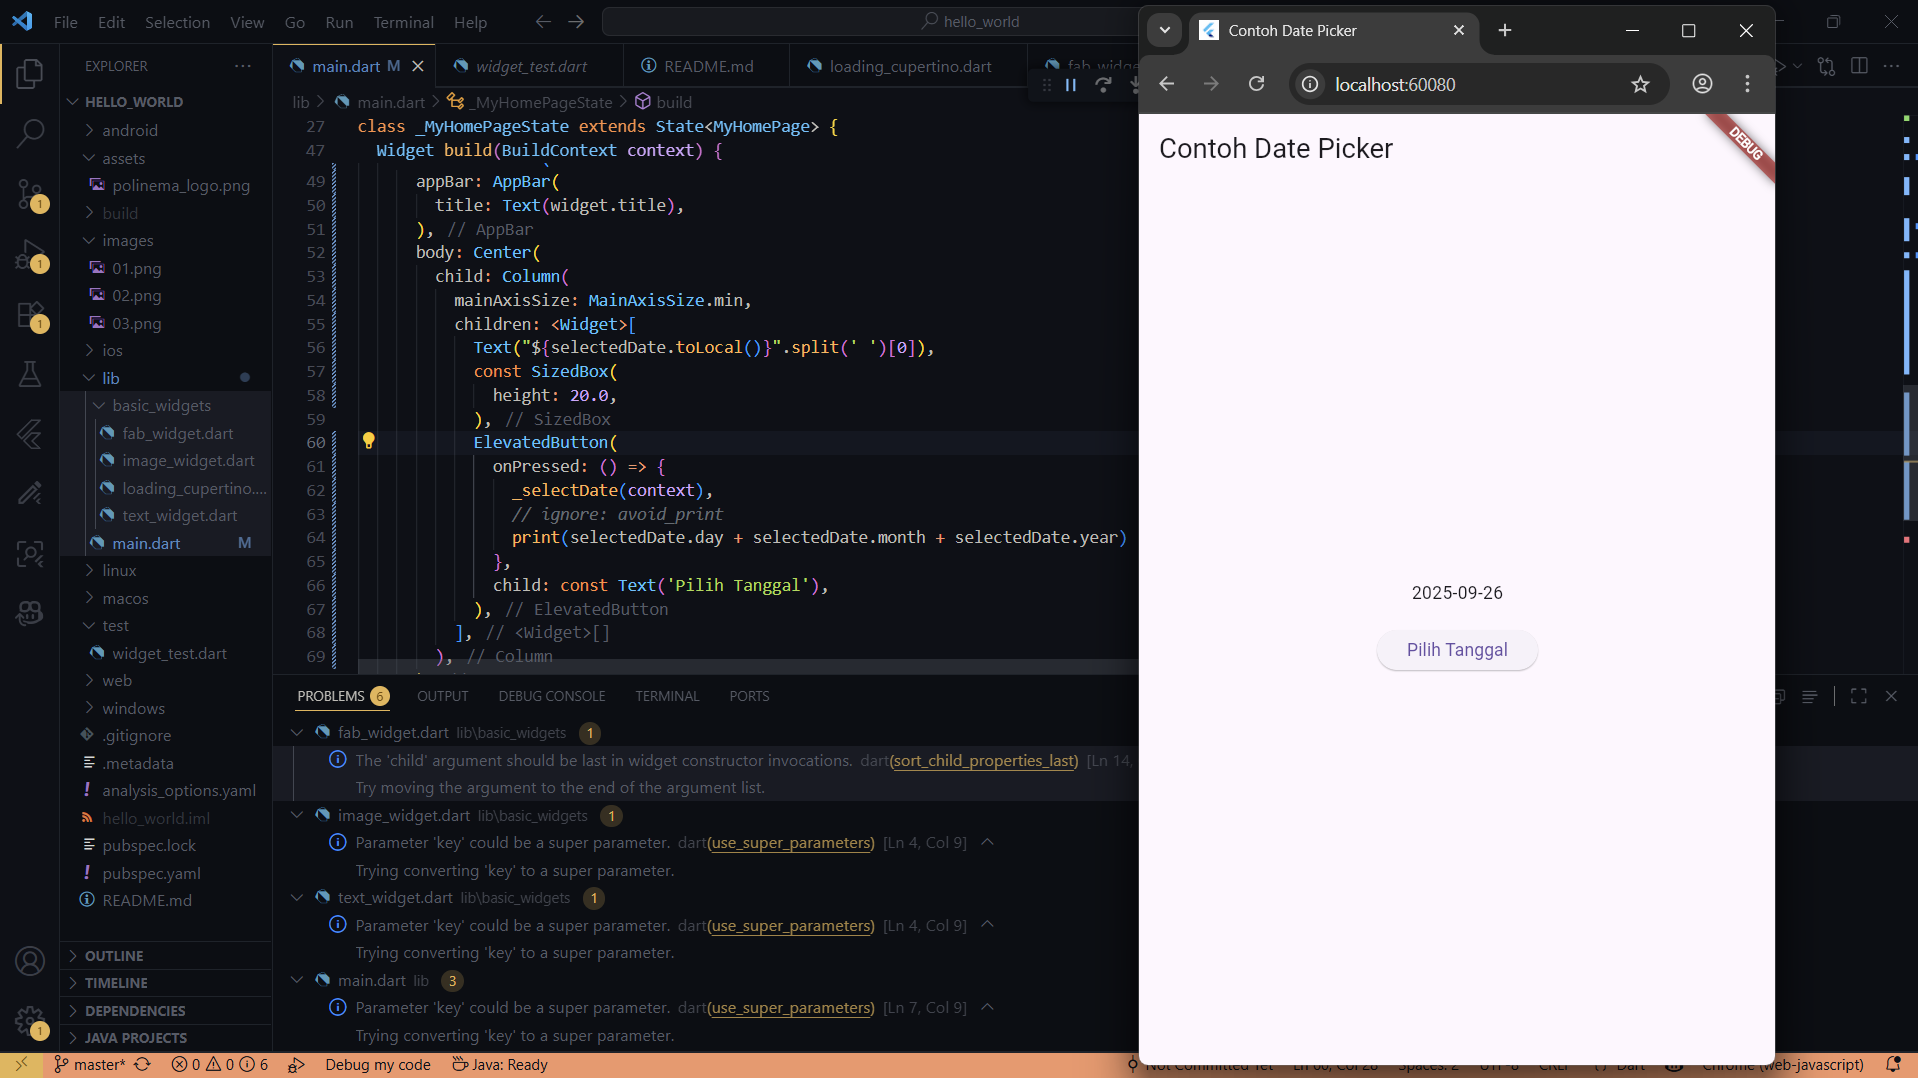 File Edit Selection View Go Run Terminal Help
hello_world
EXPLORER
HELLO_WORLD
android
assets
polinema_logo.png
build
images
01.png
02.png
03.png
ios
lib
basic_widgets
fab_widget.dart
image_widget.dart
loading_cupertino....
text_widget.dart
main.dart M
linux
macos
test
widget_test.dart
web
windows
.gitignore
.metadata
analysis_options.yaml
hello_world.iml
pubspec.lock
pubspec.yaml
README.md
OUTLINE
TIMELINE
DEPENDENCIES
JAVA PROJECTS
1
1
1
1
main.dart M
widget_test.dart
README.md
loading_cupertino.dart
lib > main.dart > _MyHomePageState > build
27 class _MyHomePageState extends State<MyHomePage> {
47 Widget build(BuildContext context) {
49 appBar: AppBar(
50 title: Text(widget.title),
51 ), // AppBar
52 body: Center(
53 child: Column(
54 mainAxisSize: MainAxisSize.min,
55 children: <Widget>[
56 Text("${selectedDate.toLocal()}".split(' ')[0]),
57 const SizedBox(
58 height: 20.0,
59 ), // SizedBox
60 ElevatedButton(
61 onPressed: () => {
62 _selectDate(context),
63 // ignore: avoid_print
64 print(selectedDate.day + selectedDate.month + selectedDate.year)
65 },
66 child: const Text('Pilih Tanggal'),
67 ), // ElevatedButton
68 ], // <Widget>[]
69 ), // Column
PROBLEMS 6 OUTPUT DEBUG CONSOLE TERMINAL PORTS
fab_widget.dart lib\basic_widgets 1
The 'child' argument should be last in widget constructor invocations. dart(sort_child_properties_last) [Ln 14,
Try moving the argument to the end of the argument list.
image_widget.dart lib\basic_widgets 1
Parameter 'key' could be a super parameter. dart(use_super_parameters) [Ln 4, Col 9]
Trying converting 'key' to a super parameter.
text_widget.dart lib\basic_widgets 1
Parameter 'key' could be a super parameter. dart(use_super_parameters) [Ln 4, Col 9]
Trying converting 'key' to a super parameter.
main.dart lib 3
Parameter 'key' could be a super parameter. dart(use_super_parameters) [Ln 7, Col 9]
Trying converting 'key' to a super parameter.
Contoh Date Picker
localhost:60080
Contoh Date Picker
DEBUG
2025-09-26
Pilih Tanggal
master* 0 0 6 Debug my code Java: Ready
(web-javascript)